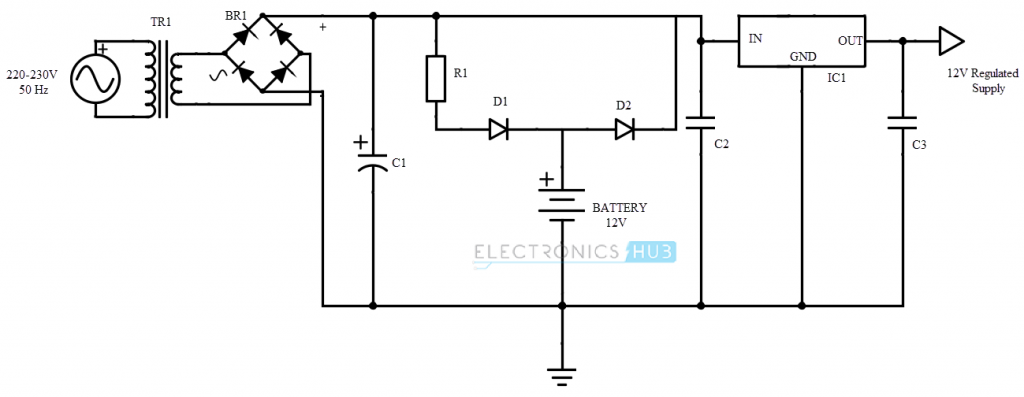 TR1
BR1
+
220-230V
50 Hz
+
R1
D1
D2
+
C1
+
BATTERY
12V
IN
OUT
GND
IC1
12V Regulated
Supply
C2
C3
ELECTRONICS HUB